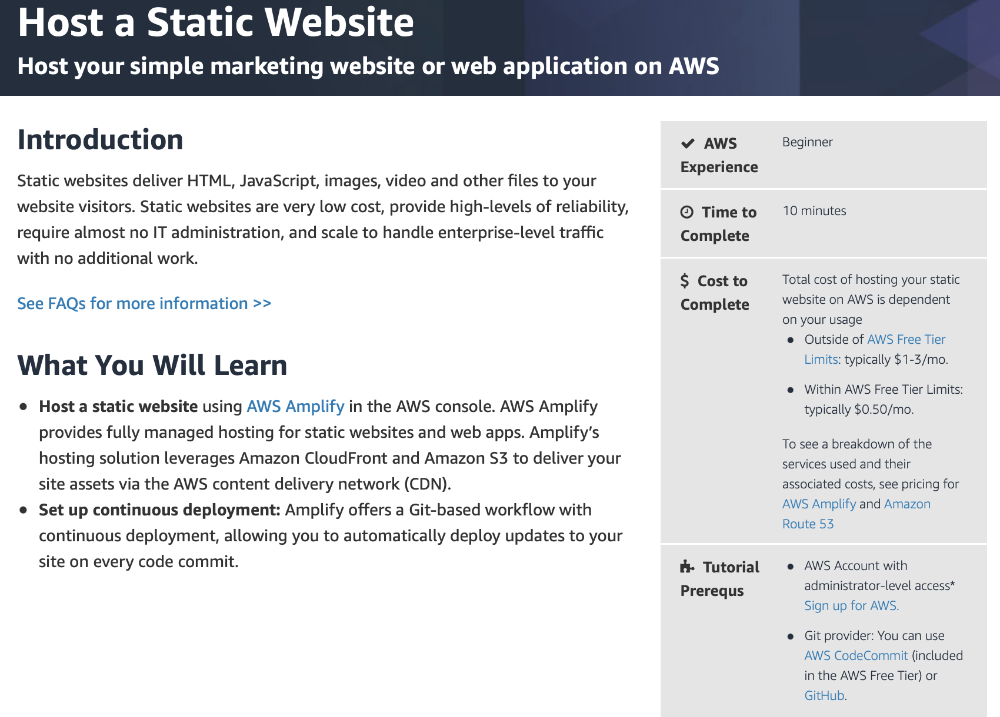 Host a Static Website
Host your simple marketing website or web application on AWS
Introduction
Static websites deliver HTML, JavaScript, images, video and other files to your
website visitors. Static websites are very low cost, provide high-levels of reliability,
require almost no IT administration, and scale to handle enterprise-level traffic
with no additional work.
See FAQs for more information >>
What You Will Learn
● Host a static website using AWS Amplify in the AWS console. AWS Amplify
provides fully managed hosting for static websites and web apps. Amplify’s
hosting solution leverages Amazon CloudFront and Amazon S3 to deliver your
site assets via the AWS content delivery network (CDN).
● Set up continuous deployment: Amplify offers a Git-based workflow with
continuous deployment, allowing you to automatically deploy updates to your
site on every code commit.
AWS
Experience
Beginner
Time to
Complete
10 minutes
$ Cost to
Complete
Total cost of hosting your static
website on AWS is dependent
on your usage
● Outside of AWS Free Tier
Limits: typically $1-3/mo.
● Within AWS Free Tier Limits:
typically $0.50/mo.
To see a breakdown of the
services used and their
associated costs, see pricing for
AWS Amplify and Amazon
Route 53
Tutorial
Prerequs
● AWS Account with
administrator-level access*
Sign up for AWS.
● Git provider: You can use
AWS CodeCommit (included
in the AWS Free Tier) or
GitHub.